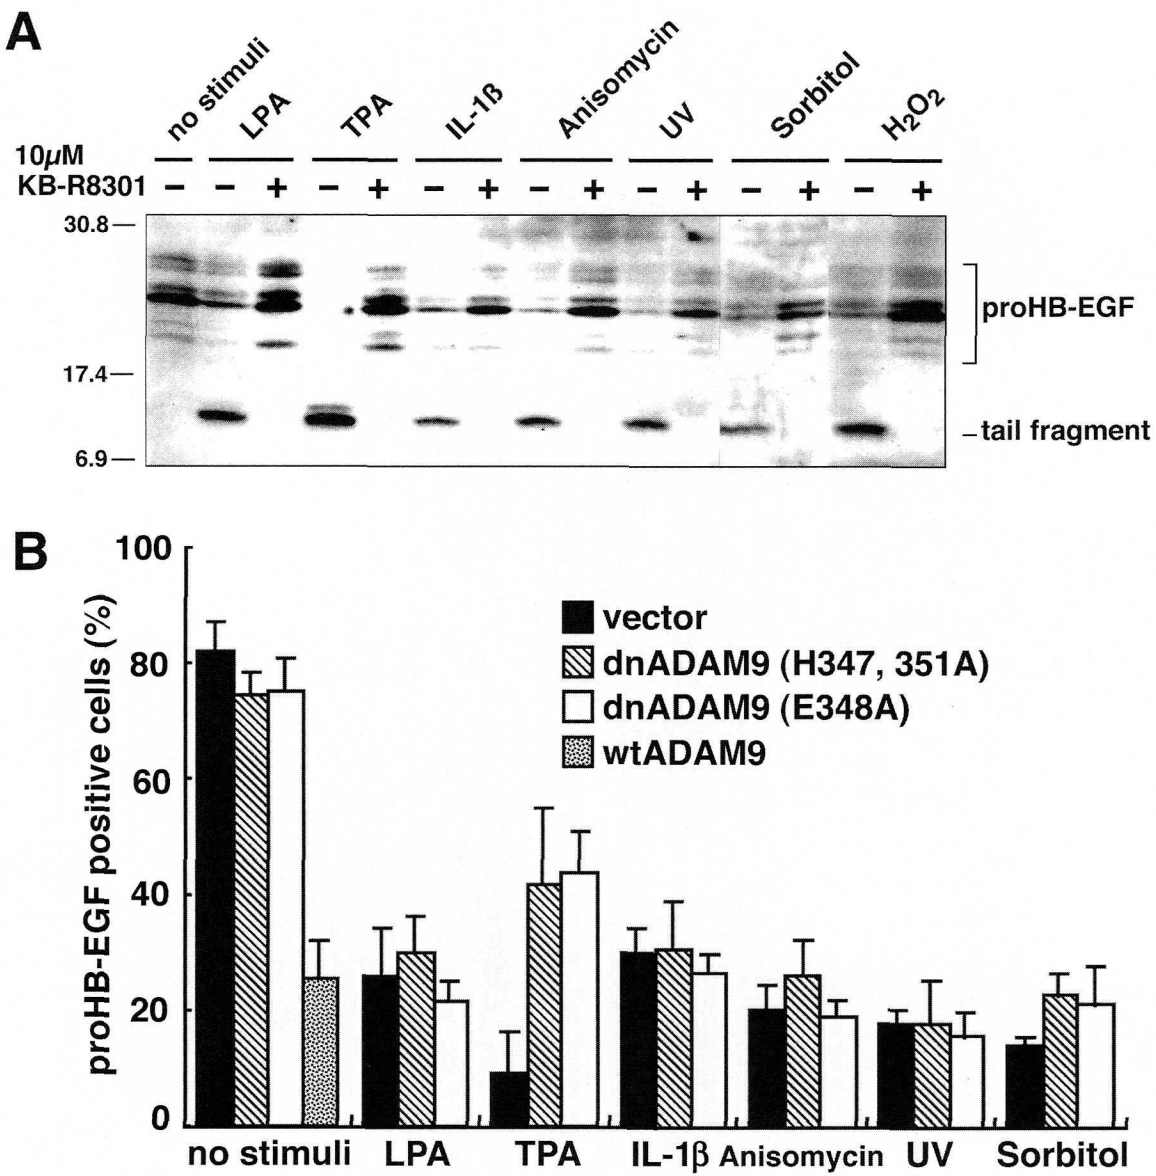 A
no stimuli LPA TPA IL-1ß Anisomycin UV Sorbitol H₂O₂
10µM
KB-R8301 − − + − + − + − + − + − + − +
30.8
proHB-EGF
17.4
tail fragment
6.9
B
100
vector
80
dnADAM9 (H347, 351A)
dnADAM9 (E348A)
wtADAM9
60
40
20
0
proHB-EGF positive cells (%)
no stimuli LPA TPA IL-1β Anisomycin UV Sorbitol